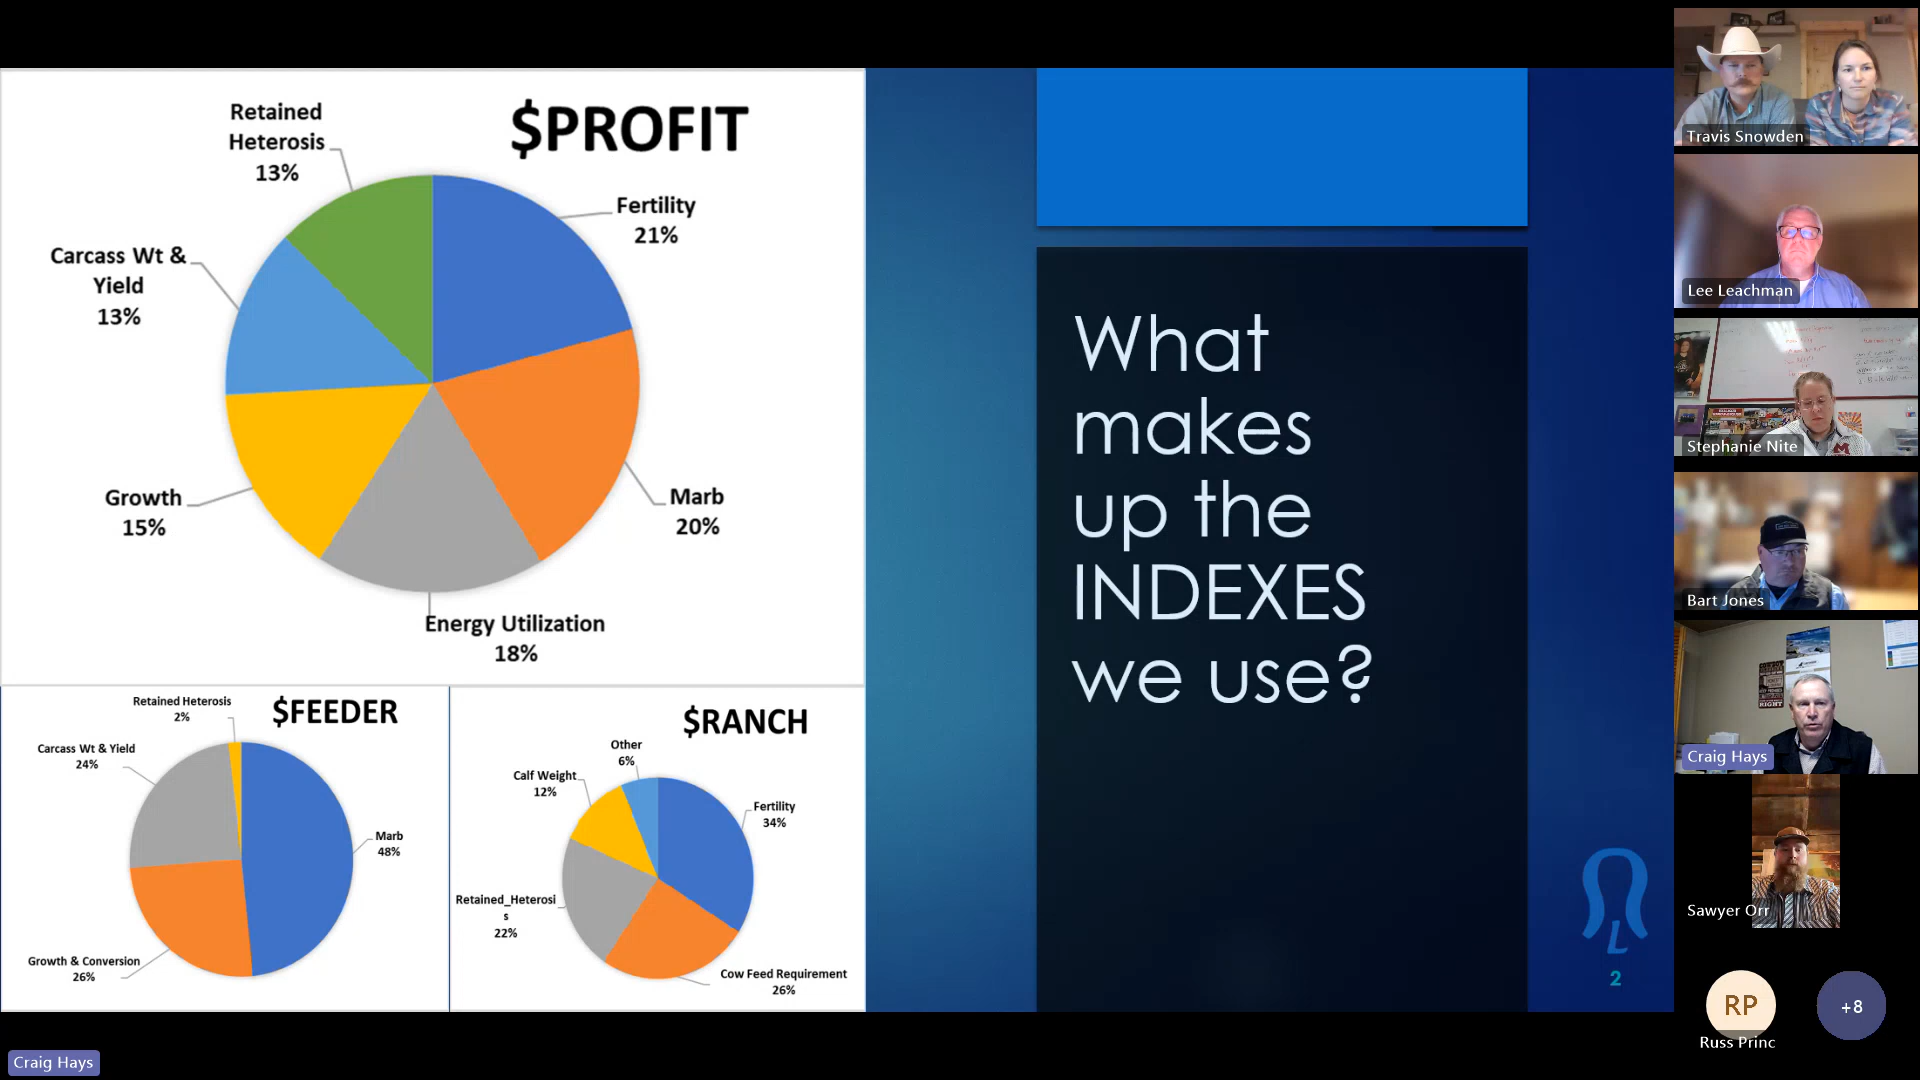 $PROFIT
Retained
Heterosis
13%
Fertility
21%
Carcass Wt &
Yield
13%
Growth
15%
Marb
20%
Energy Utilization
18%
$FEEDER
Retained Heterosis
2%
Carcass Wt & Yield
24%
Marb
48%
Growth & Conversion
26%
$RANCH
Other
6%
Calf Weight
12%
Fertility
34%
Retained_Heterosi
s
22%
Cow Feed Requirement
26%
What
makes
up the
INDEXES
we use?
L
2
Travis Snowden
Lee Leachman
Stephanie Nite
M
Bart Jones
RIGHT
Craig Hays
Sawyer Orr
RP
Russ Princ
+8
Craig Hays